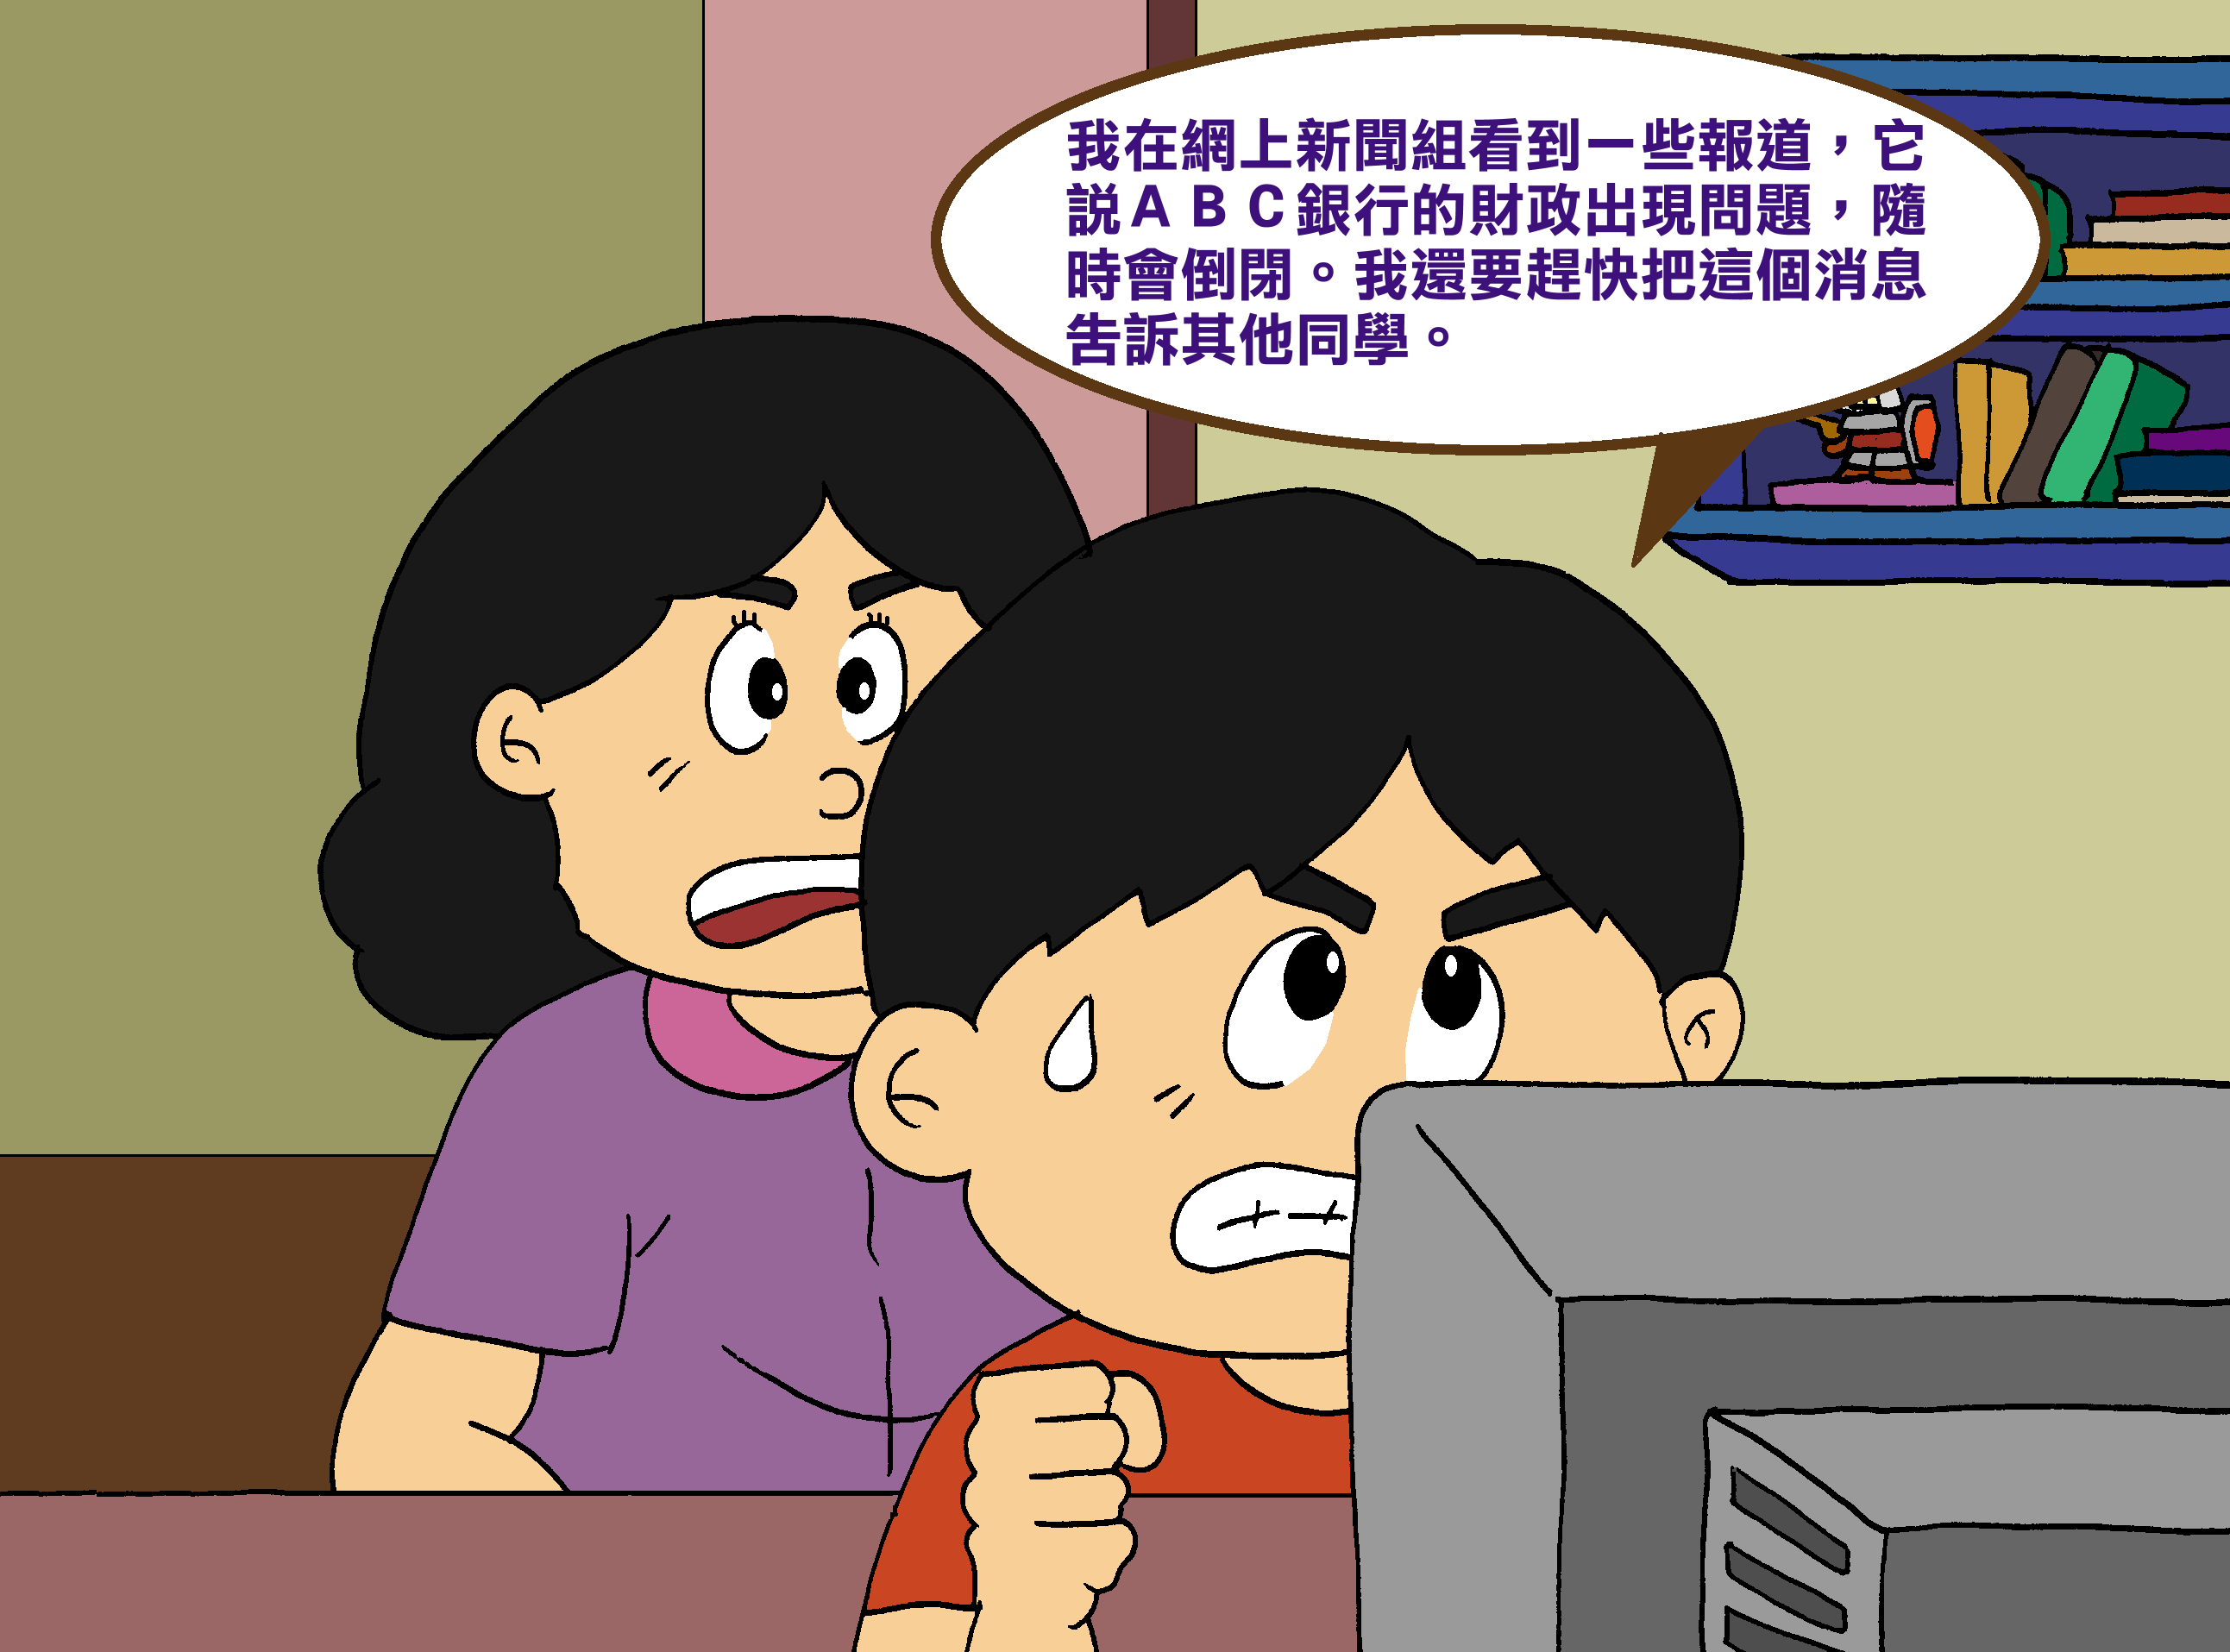 我在網上新聞組看到一些報道，它
說ＡＢＣ銀行的財政出現問題，隨
時會倒閉。我還要趕快把這個消息
告訴其他同學。